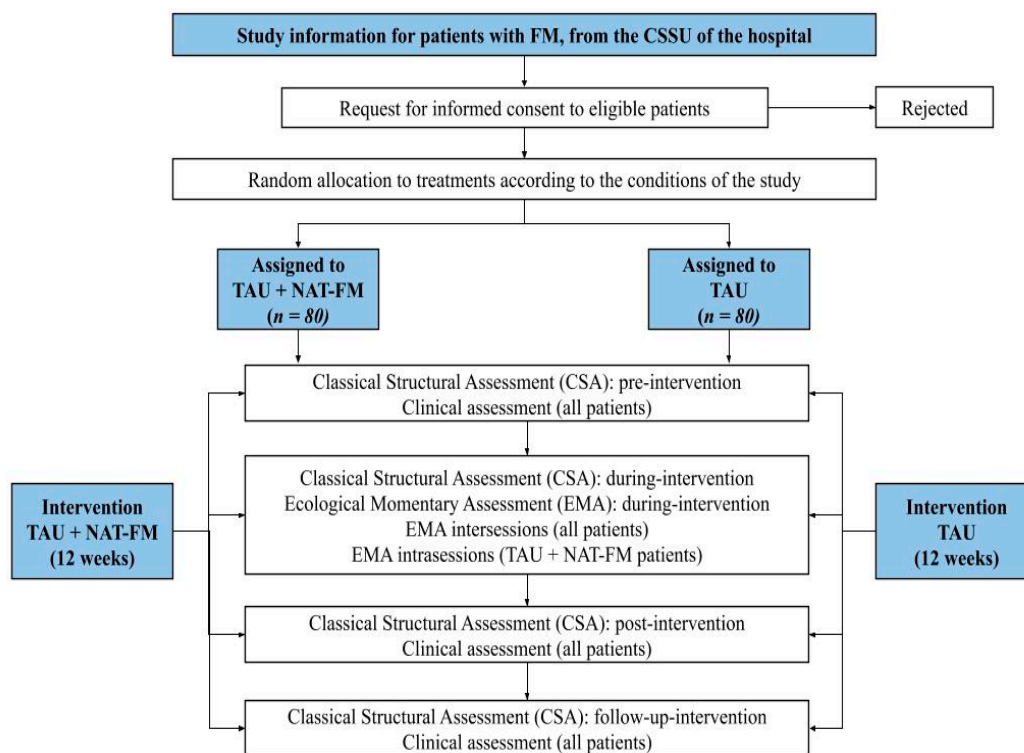 Study information for patients with FM, from the CSSU of the hospital
Request for informed consent to eligible patients
Rejected
Random allocation to treatments according to the conditions of the study
Assigned to
TAU + NAT-FM
(n = 80)
Assigned to
TAU
(n = 80)
Classical Structural Assessment (CSA): pre-intervention
Clinical assessment (all patients)
Intervention
TAU + NAT-FM
(12 weeks)
Classical Structural Assessment (CSA): during-intervention
Ecological Momentary Assessment (EMA): during-intervention
EMA intersessions (all patients)
EMA intrasessions (TAU + NAT-FM patients)
Intervention
TAU
(12 weeks)
Classical Structural Assessment (CSA): post-intervention
Clinical assessment (all patients)
Classical Structural Assessment (CSA): follow-up-intervention
Clinical assessment (all patients)